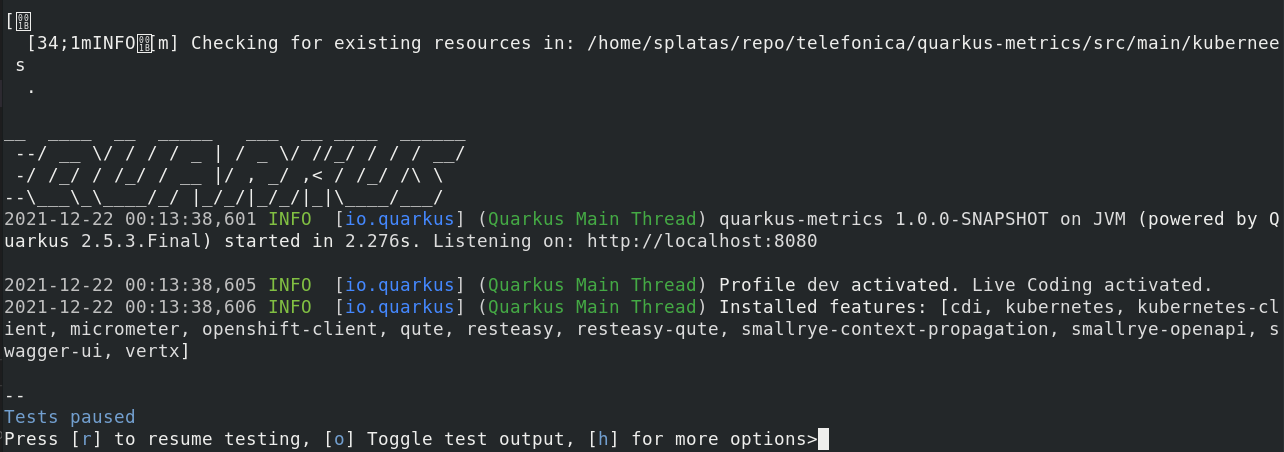 [
[34;1mINFO[m] Checking for existing resources in: /home/splatas/repo/telefonica/quarkus-metrics/src/main/kubernee
s
.
__  ____  __  _____   ___  __ ____  ______
 --/ __ \/ / / / _ | / _ \/ //_/ / / / __/
 -/ /_/ / /_/ / __ |/ , _/ ,< / /_/ /\ \
--\___\_\____/_/ |_/_/|_/_/|_|\____/___/
2021-12-22 00:13:38,601 INFO  [io.quarkus] (Quarkus Main Thread) quarkus-metrics 1.0.0-SNAPSHOT on JVM (powered by Q
uarkus 2.5.3.Final) started in 2.276s. Listening on: http://localhost:8080
2021-12-22 00:13:38,605 INFO  [io.quarkus] (Quarkus Main Thread) Profile dev activated. Live Coding activated.
2021-12-22 00:13:38,606 INFO  [io.quarkus] (Quarkus Main Thread) Installed features: [cdi, kubernetes, kubernetes-cl
ient, micrometer, openshift-client, qute, resteasy, resteasy-qute, smallrye-context-propagation, smallrye-openapi, s
wagger-ui, vertx]
--
Tests paused
Press [r] to resume testing, [o] Toggle test output, [h] for more options>